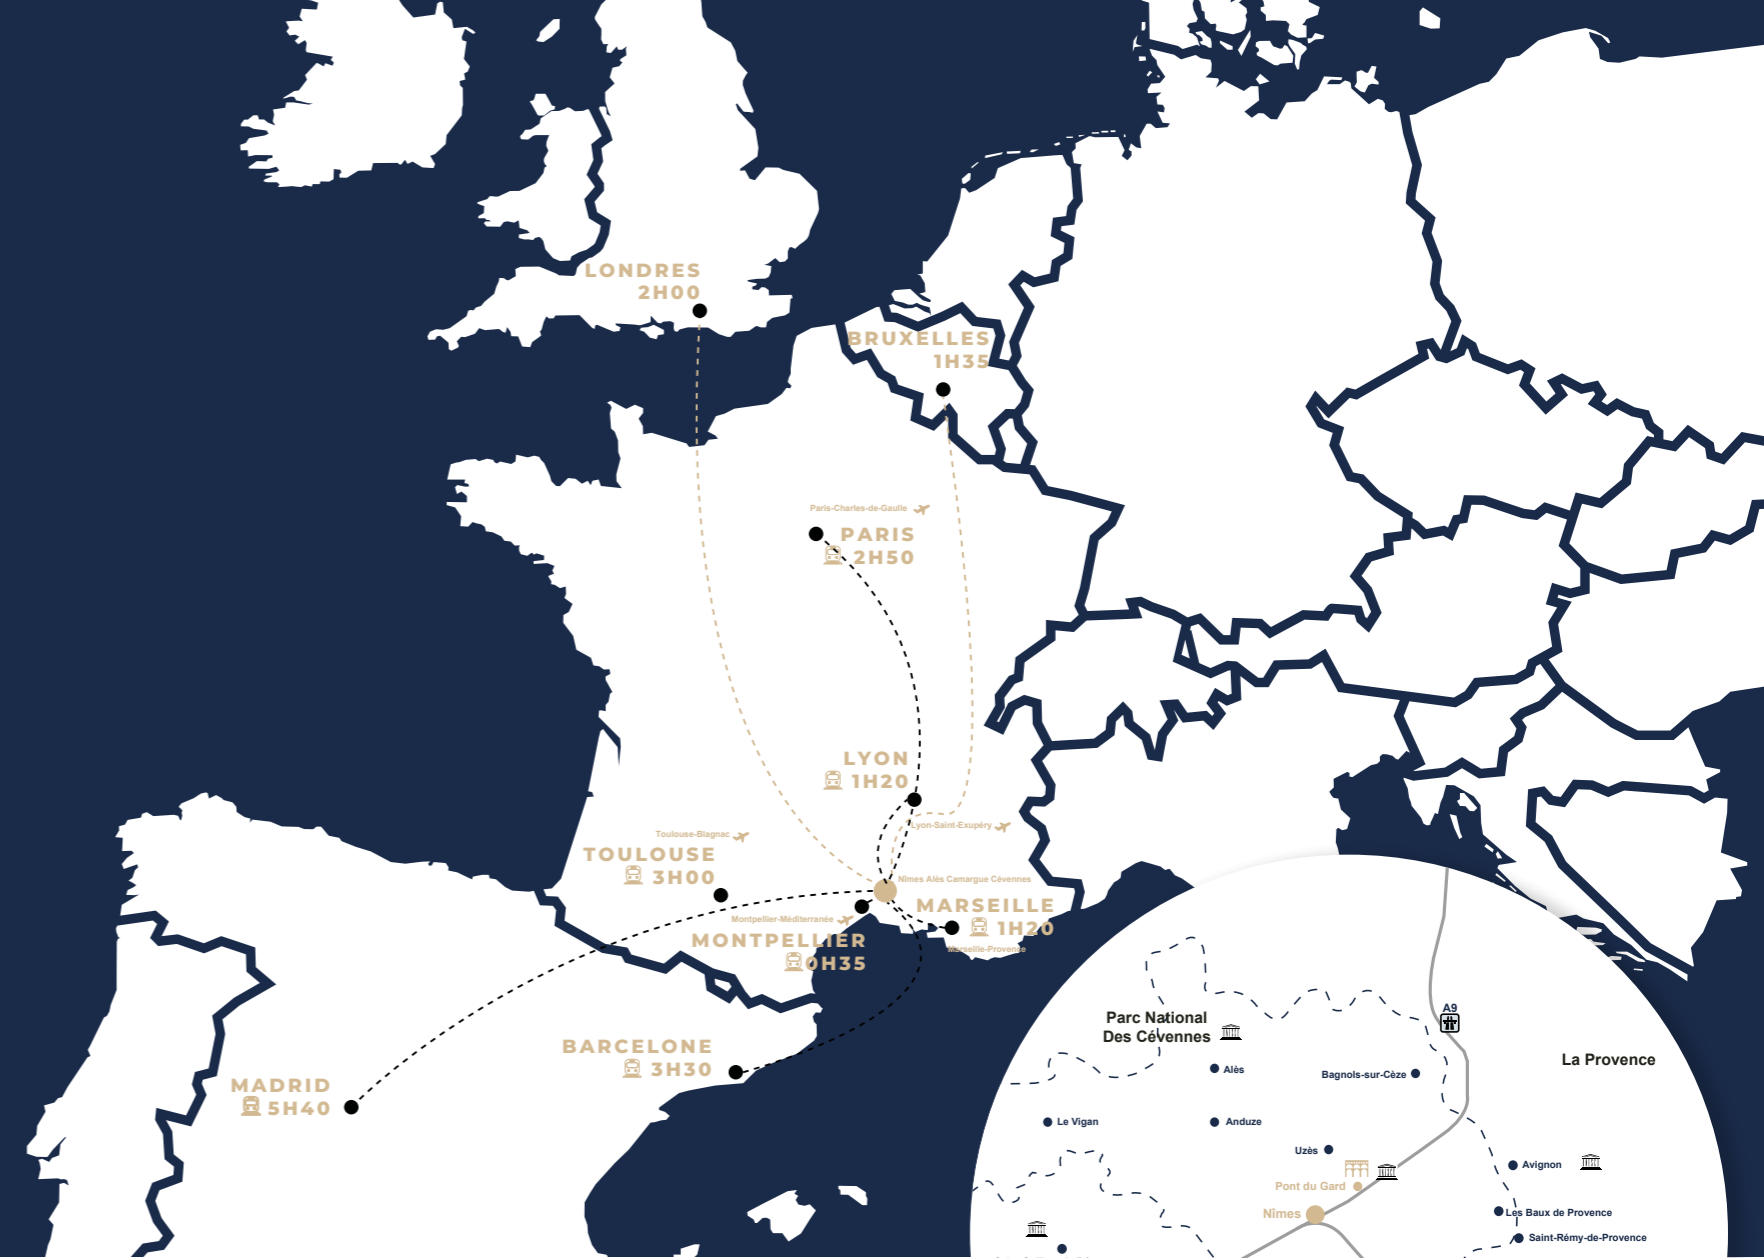 LONDRES
2H00
BRUXELLES
1H35
Paris-Charles-de-Gaulle
PARIS
2H50
LYON
1H20
Lyon-Saint-Exupéry
Toulouse-Blagnac
TOULOUSE
3H00
Nîmes Alès Camargue Cévennes
MARSEILLE
1H20
Marseille-Provence
Montpellier-Méditerranée
MONTPELLIER
0H35
BARCELONE
3H30
MADRID
5H40
A9
Parc National
Des Cévennes
La Provence
Alès
Bagnols-sur-Cèze
Le Vigan
Anduze
Uzès
Avignon
Pont du Gard
Nîmes
Les Baux de Provence
Saint-Rémy-de-Provence